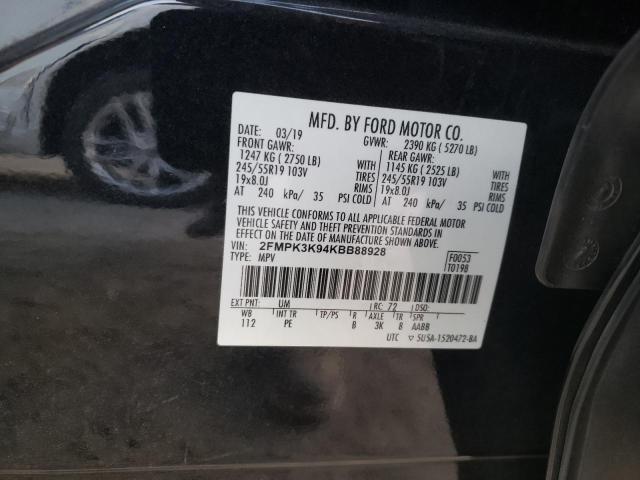 MFD. BY FORD MOTOR CO.
DATE: 03/19 GVWR: 2390 KG ( 5270 LB)
FRONT GAWR: REAR GAWR:
1247 KG ( 2750 LB) 1145 KG ( 2525 LB)
245/55R19 103V TIRES 245/55R19 103V TIRES
19x8.0J RIMS 19x8.0J RIMS
AT 240 kPa/ 35 PSI COLD AT 240 kPa/ 35 PSI COLD
THIS VEHICLE CONFORMS TO ALL APPLICABLE FEDERAL MOTOR
VEHICLE SAFETY AND THEFT PREVENTION STANDARDS IN EFFECT
ON THE DATE OF MANUFACTURE SHOWN ABOVE.
VIN: 2FMPK3K94KBB88928 F0053
TYPE: MPV T0198
EXT PNT: UM RC: 72 DSO:
WB INT TR TP/PS R AXLE TR SPR
112 PE B 3K 8 AABB
UTC ▽ 5U5A-1520472-BA